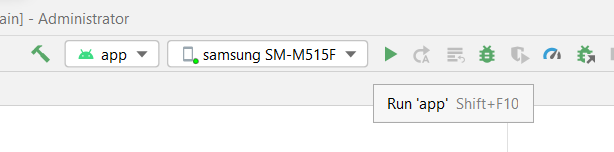 ain] - Administrator
app
samsung SM-M515F
Run 'app' Shift+F10